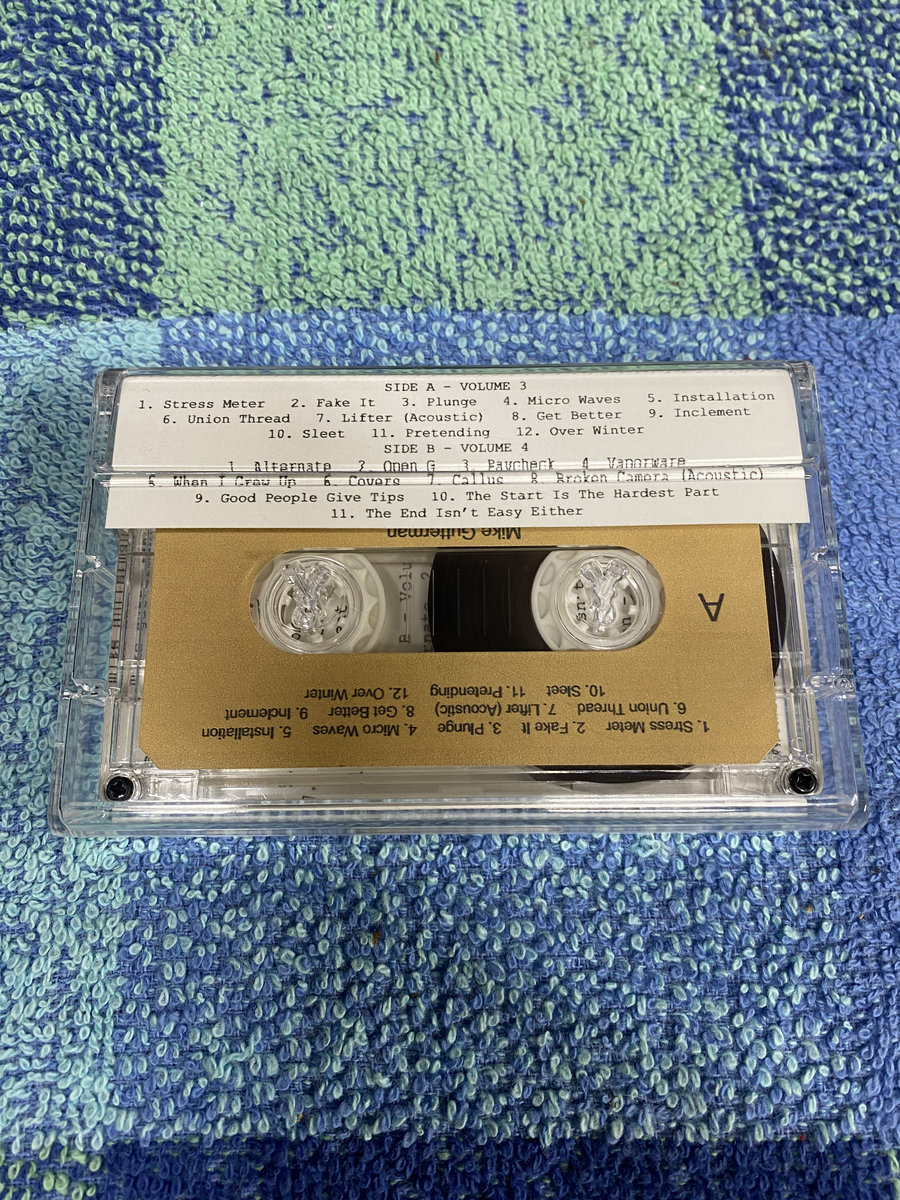 SIDE A - VOLUME 3
1. Stress Meter 2. Fake It 3. Plunge 4. Micro Waves 5. Installation
6. Union Thread 7. Lifter (Acoustic) 8. Get Better 9. Inclement
10. Sleet 11. Pretending 12. Over Winter
SIDE B - VOLUME 4
1. Alternate 2. Open G 3. Paycheck 4. Vaporware
5. When I Grew Up 6. Covers 7. Callus 8. Broken Camera (Acoustic)
9. Good People Give Tips 10. The Start Is The Hardest Part
11. The End Isn't Easy Either
Mike Gutterman
A
1. Stress Meter 2. Fake It 3. Plunge 4. Micro Waves 5. Installation
6. Union Thread 7. Lifter (Acoustic) 8. Get Better 9. Inclement
10. Sleet 11. Pretending 12. Over Winter